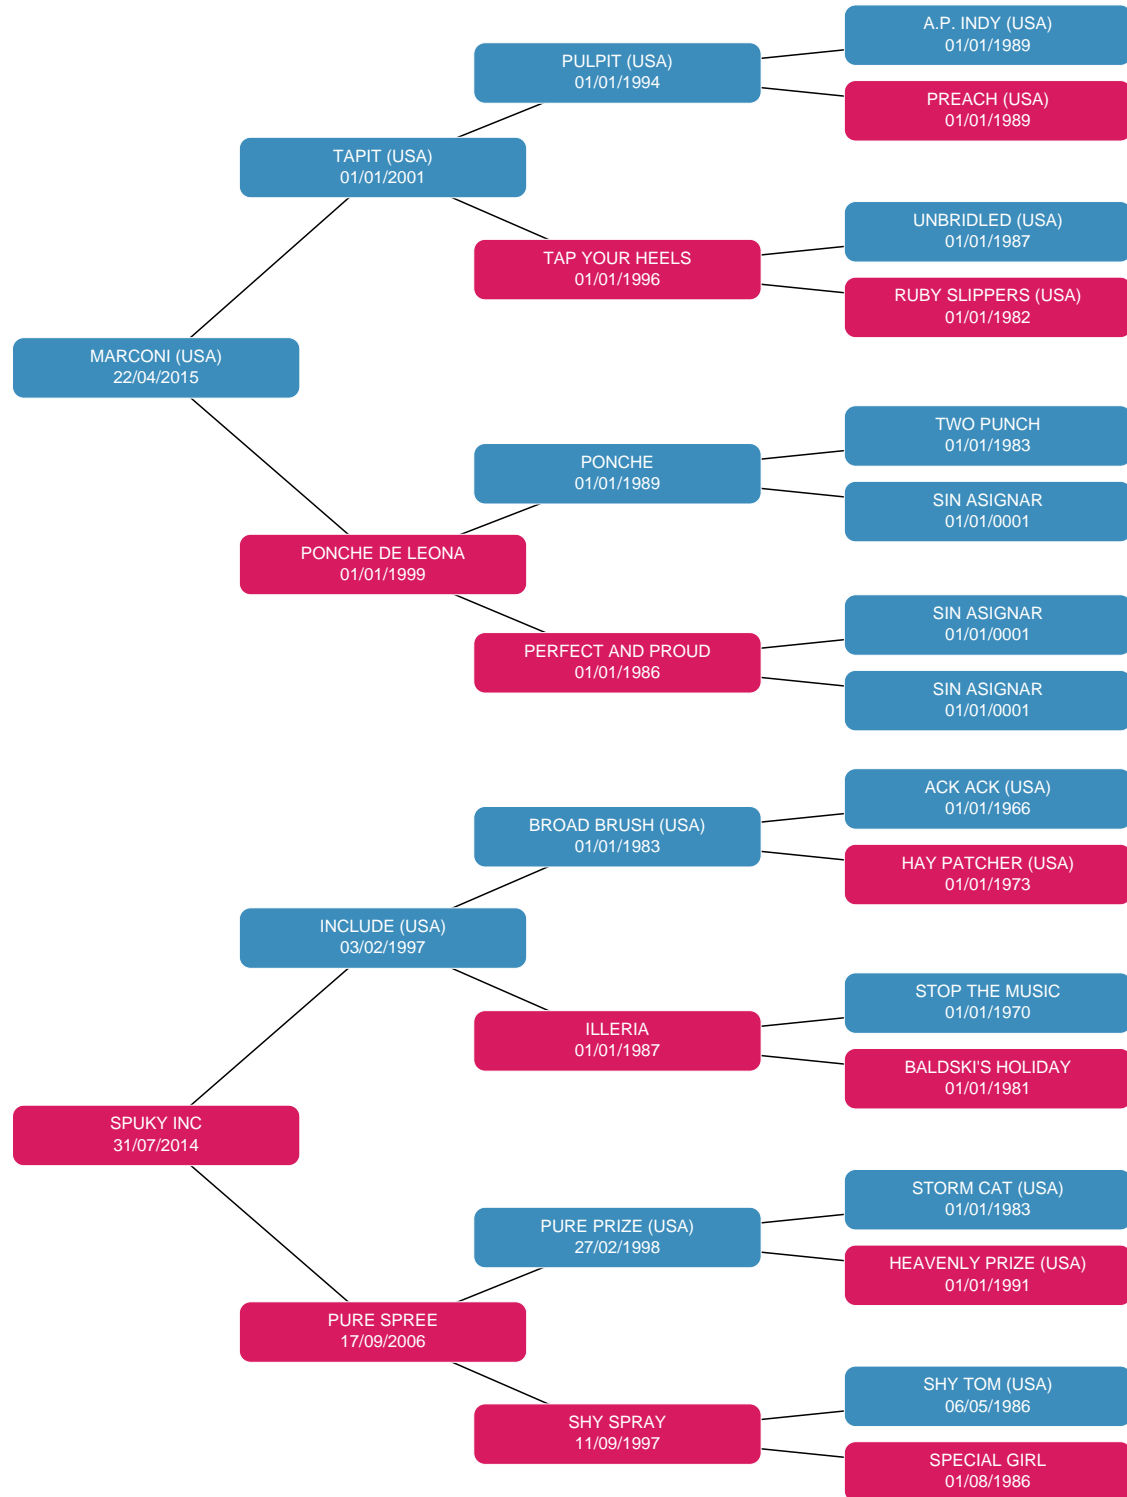 A.P. INDY (USA)
01/01/1989
PULPIT (USA)
01/01/1994
PREACH (USA)
01/01/1989
TAPIT (USA)
01/01/2001
UNBRIDLED (USA)
01/01/1987
TAP YOUR HEELS
01/01/1996
RUBY SLIPPERS (USA)
01/01/1982
MARCONI (USA)
22/04/2015
TWO PUNCH
01/01/1983
PONCHE
01/01/1989
SIN ASIGNAR
01/01/0001
PONCHE DE LEONA
01/01/1999
SIN ASIGNAR
01/01/0001
PERFECT AND PROUD
01/01/1986
SIN ASIGNAR
01/01/0001
ACK ACK (USA)
01/01/1966
BROAD BRUSH (USA)
01/01/1983
HAY PATCHER (USA)
01/01/1973
INCLUDE (USA)
03/02/1997
STOP THE MUSIC
01/01/1970
ILLERIA
01/01/1987
BALDSKI'S HOLIDAY
01/01/1981
SPUKY INC
31/07/2014
STORM CAT (USA)
01/01/1983
PURE PRIZE (USA)
27/02/1998
HEAVENLY PRIZE (USA)
01/01/1991
PURE SPREE
17/09/2006
SHY TOM (USA)
06/05/1986
SHY SPRAY
11/09/1997
SPECIAL GIRL
01/08/1986